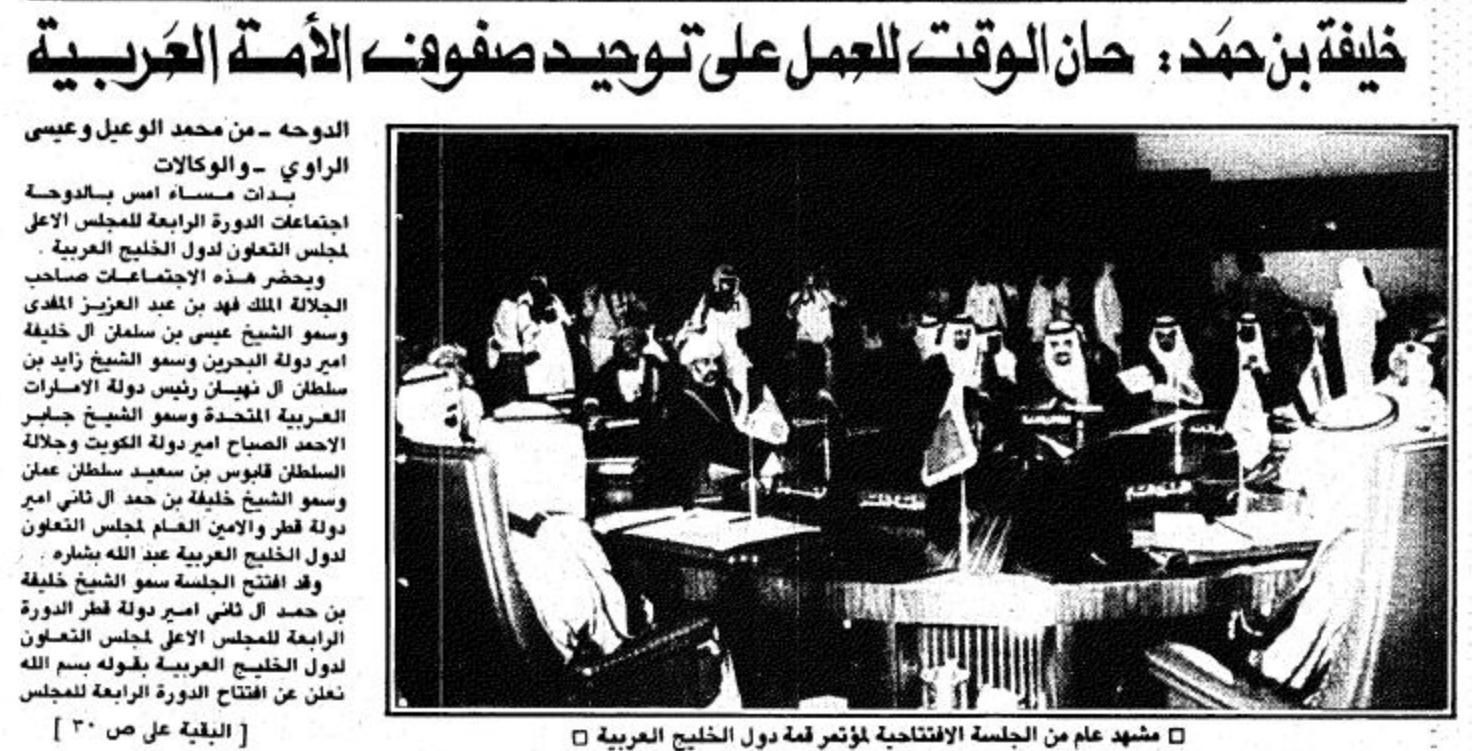 خليفة بن حمَد : حان الوقت للعمل على توحيد صفوف الأمة العَربية
الدوحه - من محمد الوعيل وعيسى
الراوي - والوكالات
بدات مساء امس بالدوحة
اجتماعات الدورة الرابعة للمجلس الاعلى
لمجلس التعاون لدول الخليج العربية .
ويحضر هذه الاجتماعات صاحب
الجلالة الملك فهد بن عبد العزيز المفدى
وسمو الشيخ عيسى بن سلمان آل خليفة
امير دولة البحرين وسمو الشيخ زايد بن
سلطان آل نهيان رئيس دولة الامارات
العربية المتحدة وسمو الشيخ جابر
الاحمد الصباح امير دولة الكويت وجلالة
السلطان قابوس بن سعيد سلطان عمان
وسمو الشيخ خليفة بن حمد آل ثاني امير
دولة قطر والامين العام لمجلس التعاون
لدول الخليج العربية عبد الله بشاره .
وقد افتتح الجلسة سمو الشيخ خليفة
بن حمد آل ثاني امير دولة قطر الدورة
الرابعة للمجلس الاعلى لمجلس التعاون
لدول الخليج العربية بقوله بسم الله
نعلن عن افتتاح الدورة الرابعة للمجلس
[ البقية على ص ٣٠ ]
□ مشهد عام من الجلسة الافتتاحية لمؤتمر قمة دول الخليج العربية □